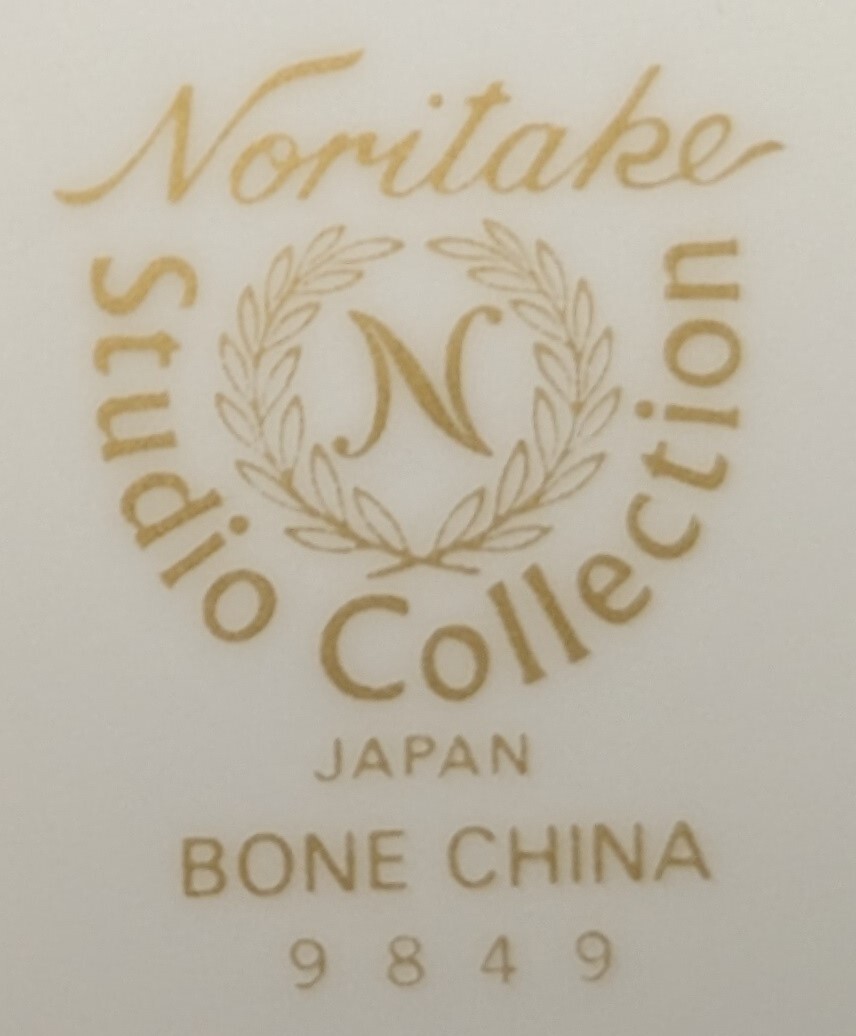 Noritake
Studio Collection
N
JAPAN
BONE CHINA
9849